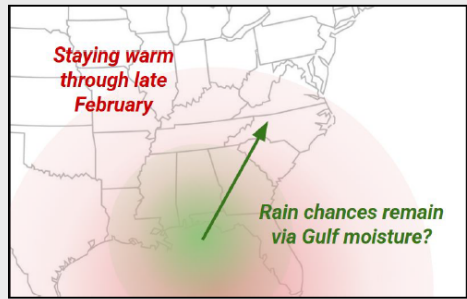 Staying warm
through late
February
Rain chances remain
via Gulf moisture?